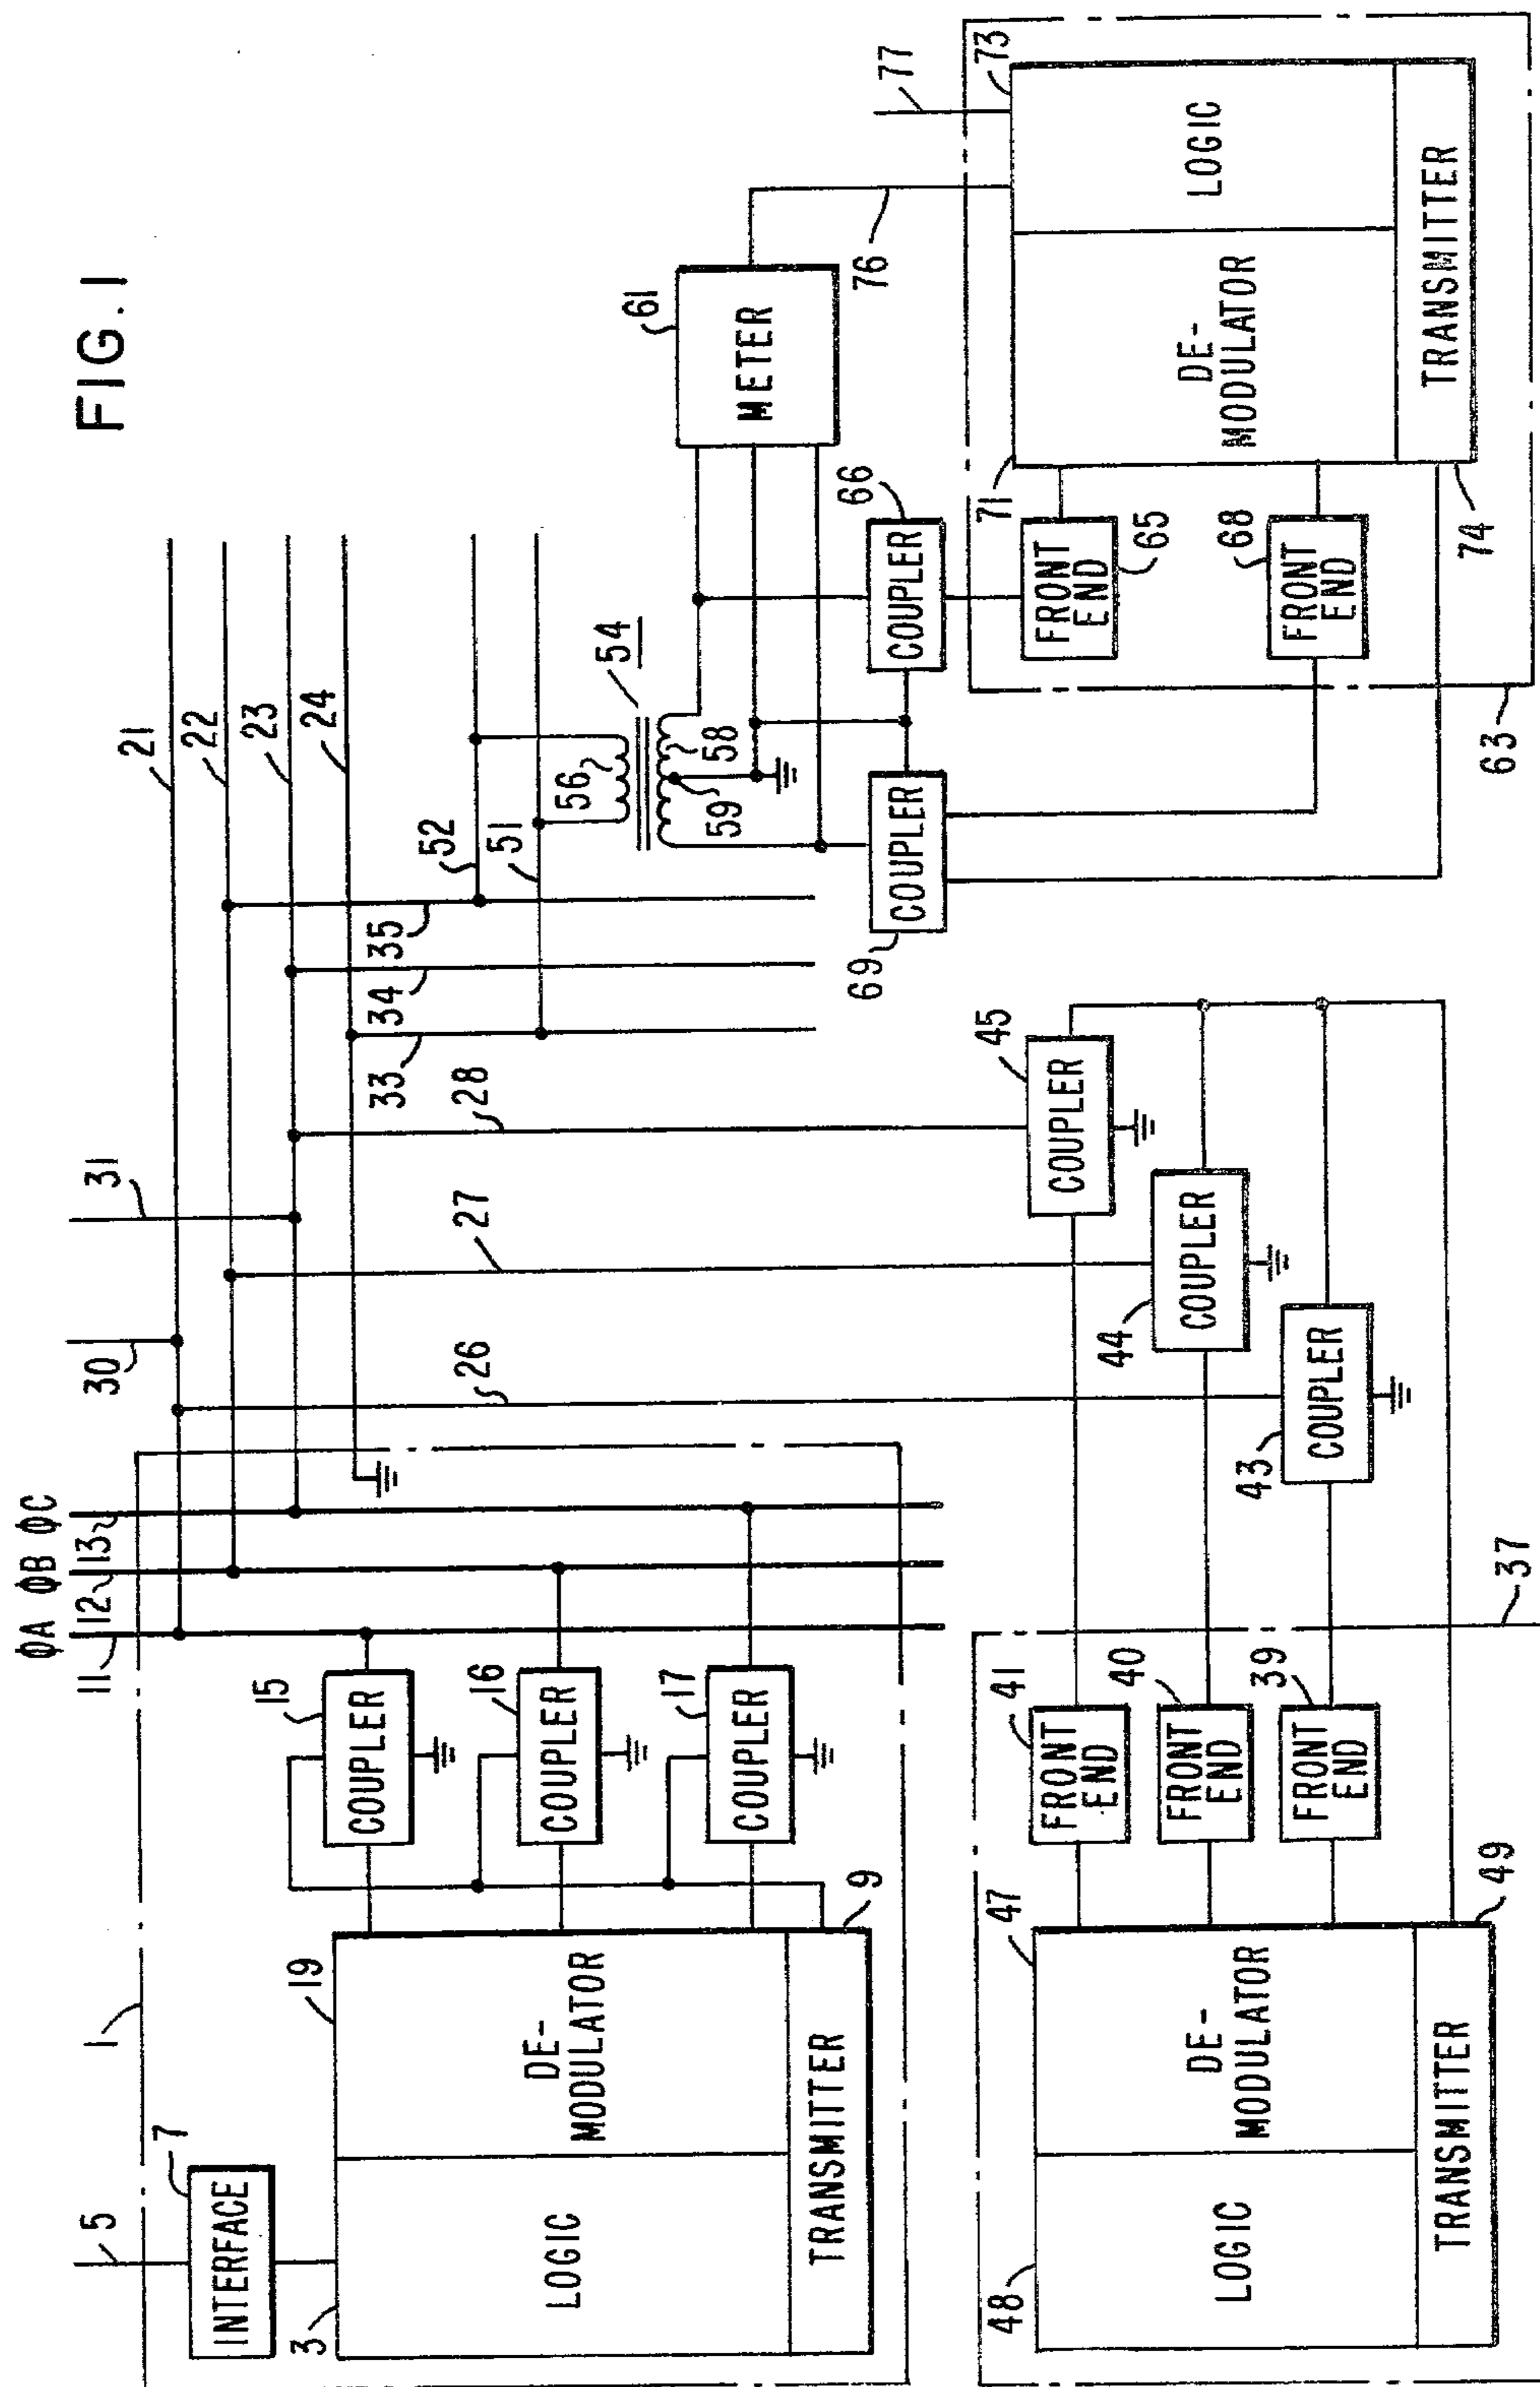 FIG. 1
ΦA ΦB ΦC
11
12
13
1
5
7
INTERFACE
3
LOGIC
19
DE-
MODULATOR
TRANSMITTER
9
15
COUPLER
16
COUPLER
17
COUPLER
30
31
21
22
23
24
26
27
28
33
34
35
52
51
56
54
58
59
METER
61
COUPLER
66
COUPLER
69
76
77
FRONT
END
65
FRONT
END
68
71
DE-
MODULATOR
LOGIC
73
TRANSMITTER
74
63
COUPLER
45
COUPLER
44
COUPLER
43
41
FRONT
END
40
FRONT
END
39
FRONT
END
37
48
LOGIC
47
DE-
MODULATOR
TRANSMITTER
49